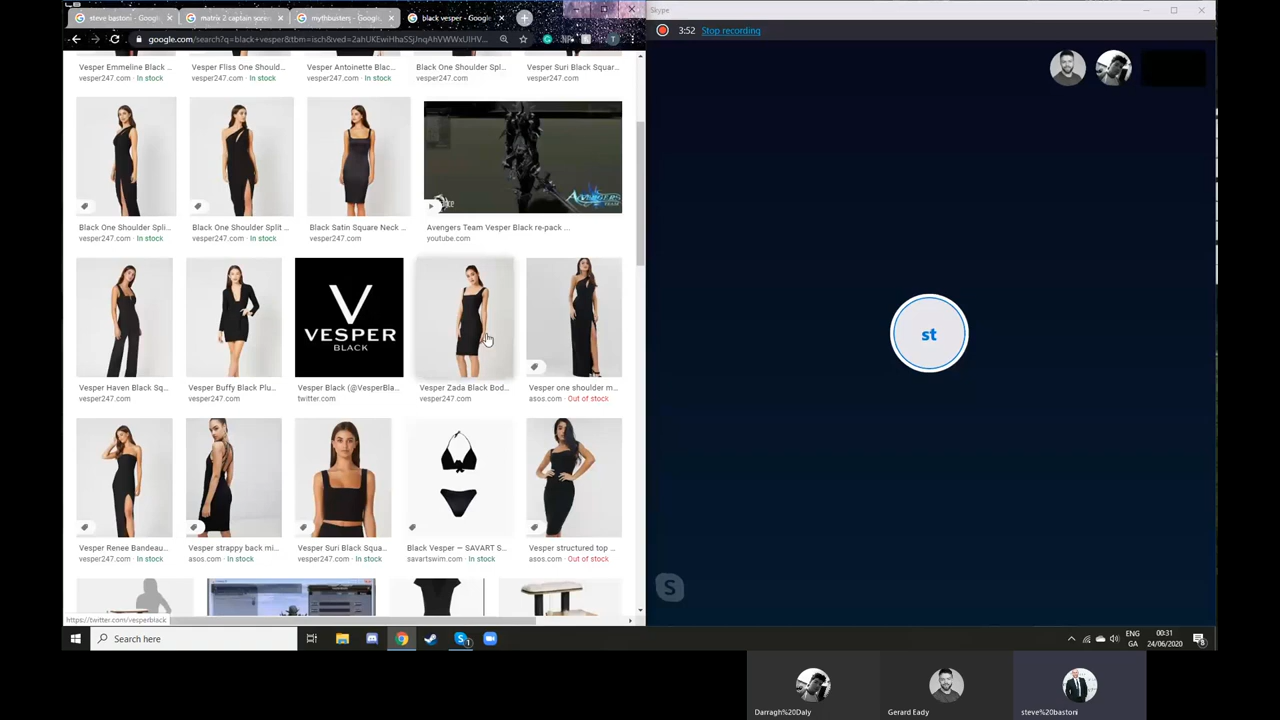 steve bastoni - Google
matrix 2 captain soren
mythbusters - Google
black vesper - Google
Skype
google.com/search?q=black+vesper&tbm=isch&ved=
3:52 Stop recording
Vesper Emmeline Black ...
vesper247.com · In stock
Vesper Fliss One Should...
vesper247.com · In stock
Vesper Antoinette Blac...
vesper247.com · In stock
Black One Shoulder Spl...
vesper247.com
Vesper Suri Black Squar...
vesper247.com
Black One Shoulder Spli...
vesper247.com · In stock
Black One Shoulder Split ...
vesper247.com · In stock
Black Satin Square Neck ...
vesper247.com
Avengers Team Vesper Black re-pack ...
youtube.com
V
VESPER
BLACK
Vesper Haven Black Sq...
vesper247.com
Vesper Buffy Black Plu...
vesper247.com
Vesper Black (@VesperBla...
twitter.com
Vesper Zada Black Bod...
vesper247.com
Vesper one shoulder m...
asos.com · Out of stock
st
Vesper Renee Bandeau...
vesper247.com · In stock
Vesper strappy back mi...
asos.com · In stock
Vesper Suri Black Squa...
vesper247.com · In stock
Black Vesper — SAVART S...
savartswim.com · In stock
Vesper structured top ...
asos.com · Out of stock
https://twitter.com/vesperblack
Search here
ENG
GA
00:31
24/06/2020
Darragh%20Daly
Gerard Eady
steve%20bastoni